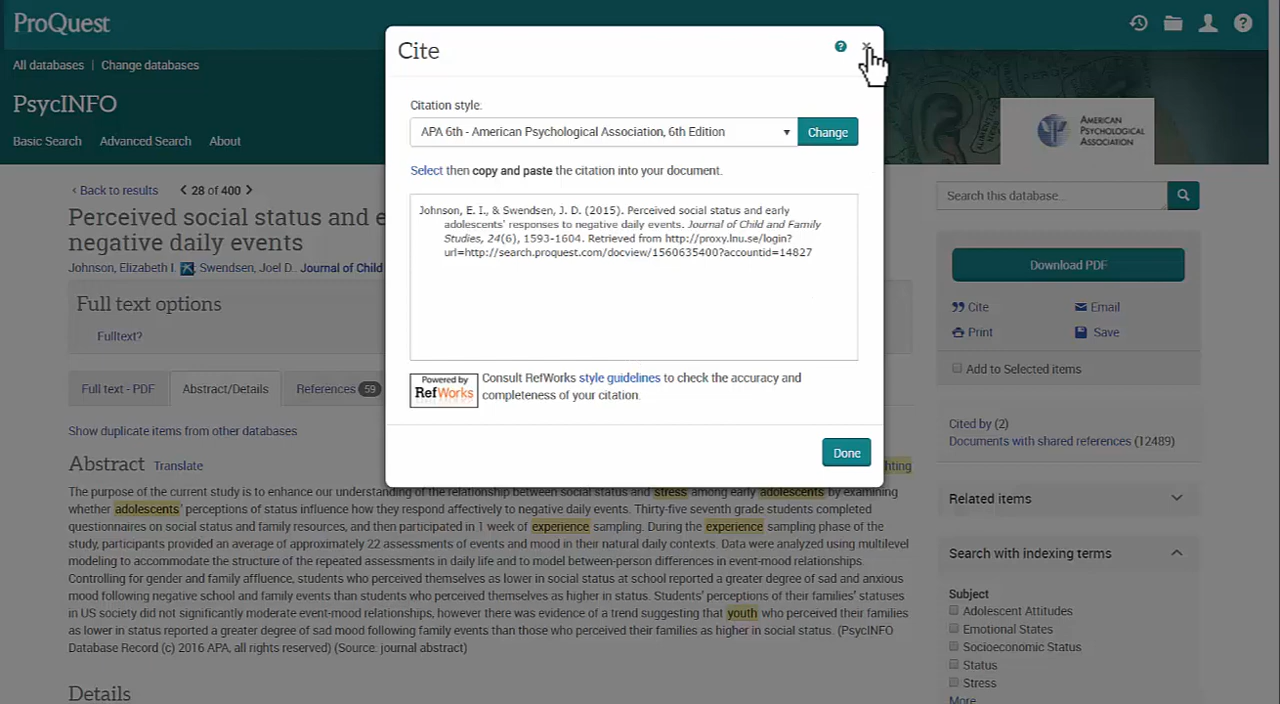 ProQuest
All databases | Change databases
PsycINFO
Basic Search Advanced Search About
AMERICAN
PSYCHOLOGICAL
ASSOCIATION
Cite
?
×
Citation style:
APA 6th - American Psychological Association, 6th Edition
Change
Select then copy and paste the citation into your document.
Johnson, E. I., & Swendsen, J. D. (2015). Perceived social status and early
adolescents' responses to negative daily events. Journal of Child and Family
Studies, 24(6), 1593-1604. Retrieved from http://proxy.lnu.se/login?
url=http://search.proquest.com/docview/1560635400?accountid=14827
Powered by
RefWorks
Consult RefWorks style guidelines to check the accuracy and
completeness of your citation.
Done
‹ Back to results 28 of 400
Perceived social status and e
negative daily events
Johnson, Elizabeth I. ; Swendsen, Joel D.. Journal of Child
Full text options
Fulltext?
Full text - PDF Abstract/Details References 59
Show duplicate items from other databases
Abstract Translate
hting
The purpose of the current study is to enhance our understanding of the relationship between social status and stress among early adolescents by examining
whether adolescents' perceptions of status influence how they respond affectively to negative daily events. Thirty-five seventh grade students completed
questionnaires on social status and family resources, and then participated in 1 week of experience sampling. During the experience sampling phase of the
study, participants provided an average of approximately 22 assessments of events and mood in their natural daily contexts. Data were analyzed using multilevel
modeling to accommodate the structure of the repeated assessments in daily life and to model between-person differences in event-mood relationships.
Controlling for gender and family affluence, students who perceived themselves as lower in social status at school reported a greater degree of sad and anxious
mood following negative school and family events than students who perceived themselves as higher in status. Students' perceptions of their families' statuses
in US society did not significantly moderate event-mood relationships, however there was evidence of a trend suggesting that youth who perceived their families
as lower in status reported a greater degree of sad mood following family events than those who perceived their families as higher in social status. (PsycINFO
Database Record (c) 2016 APA, all rights reserved) (Source: journal abstract)
Details
Search this database...
Download PDF
Cite Email
Print Save
Add to Selected items
Cited by (2)
Documents with shared references (12489)
Related items
Search with indexing terms
Subject
Adolescent Attitudes
Emotional States
Socioeconomic Status
Status
Stress
More